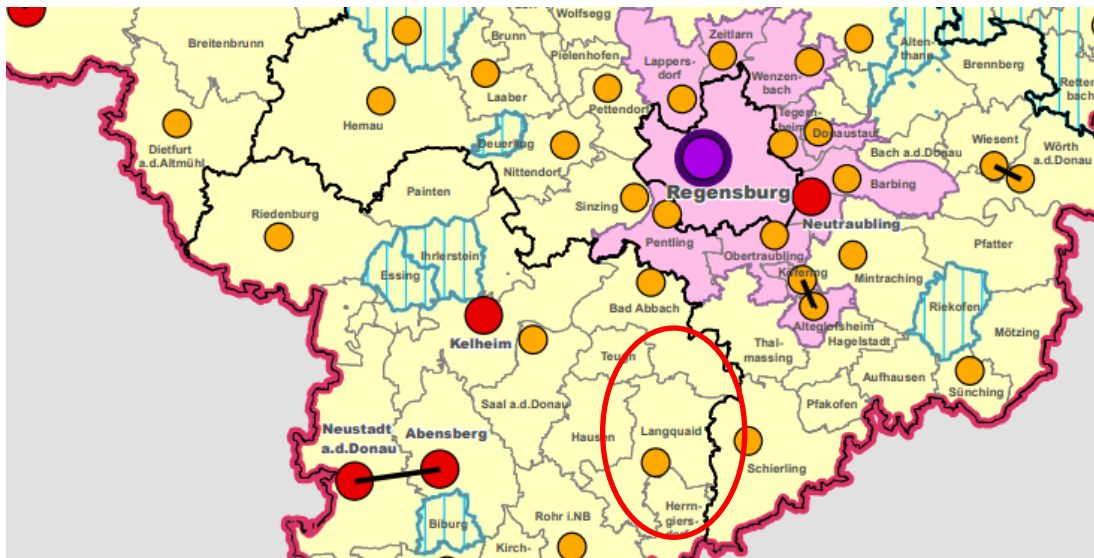 Wolfsegg
Zeitlarn
Breitenbrunn
Brunn
Pielenhofen
Lappers-
dorf
Wenzen-
bach
Alten-
thann
Brennberg
Retten
bach
Laaber
Pettendorf
Hemau
Tegern-
heim
Donaustauf
Dietfurt
a.d.Altmühl
Deuerling
Nittendorf
Bach a.d.Donau
Wiesent
Wörth
a.d.Donau
Painten
Regensburg
Barbing
Riedenburg
Sinzing
Neutraubling
Pentling
Obertraubling
Pfatter
Ihrlerstein
Essing
Köfering
Mintraching
Bad Abbach
Riekofen
Kelheim
Alteglofsheim
Hagelstadt
Mötzing
Thal-
massing
Teugn
Aufhausen
Sünching
Saal a.d.Donau
Pfakofen
Neustadt
a.d.Donau
Abensberg
Hausen
Langquaid
Schierling
Herrn-
giers-
dorf
Biburg
Rohr i.NB
Kirch-